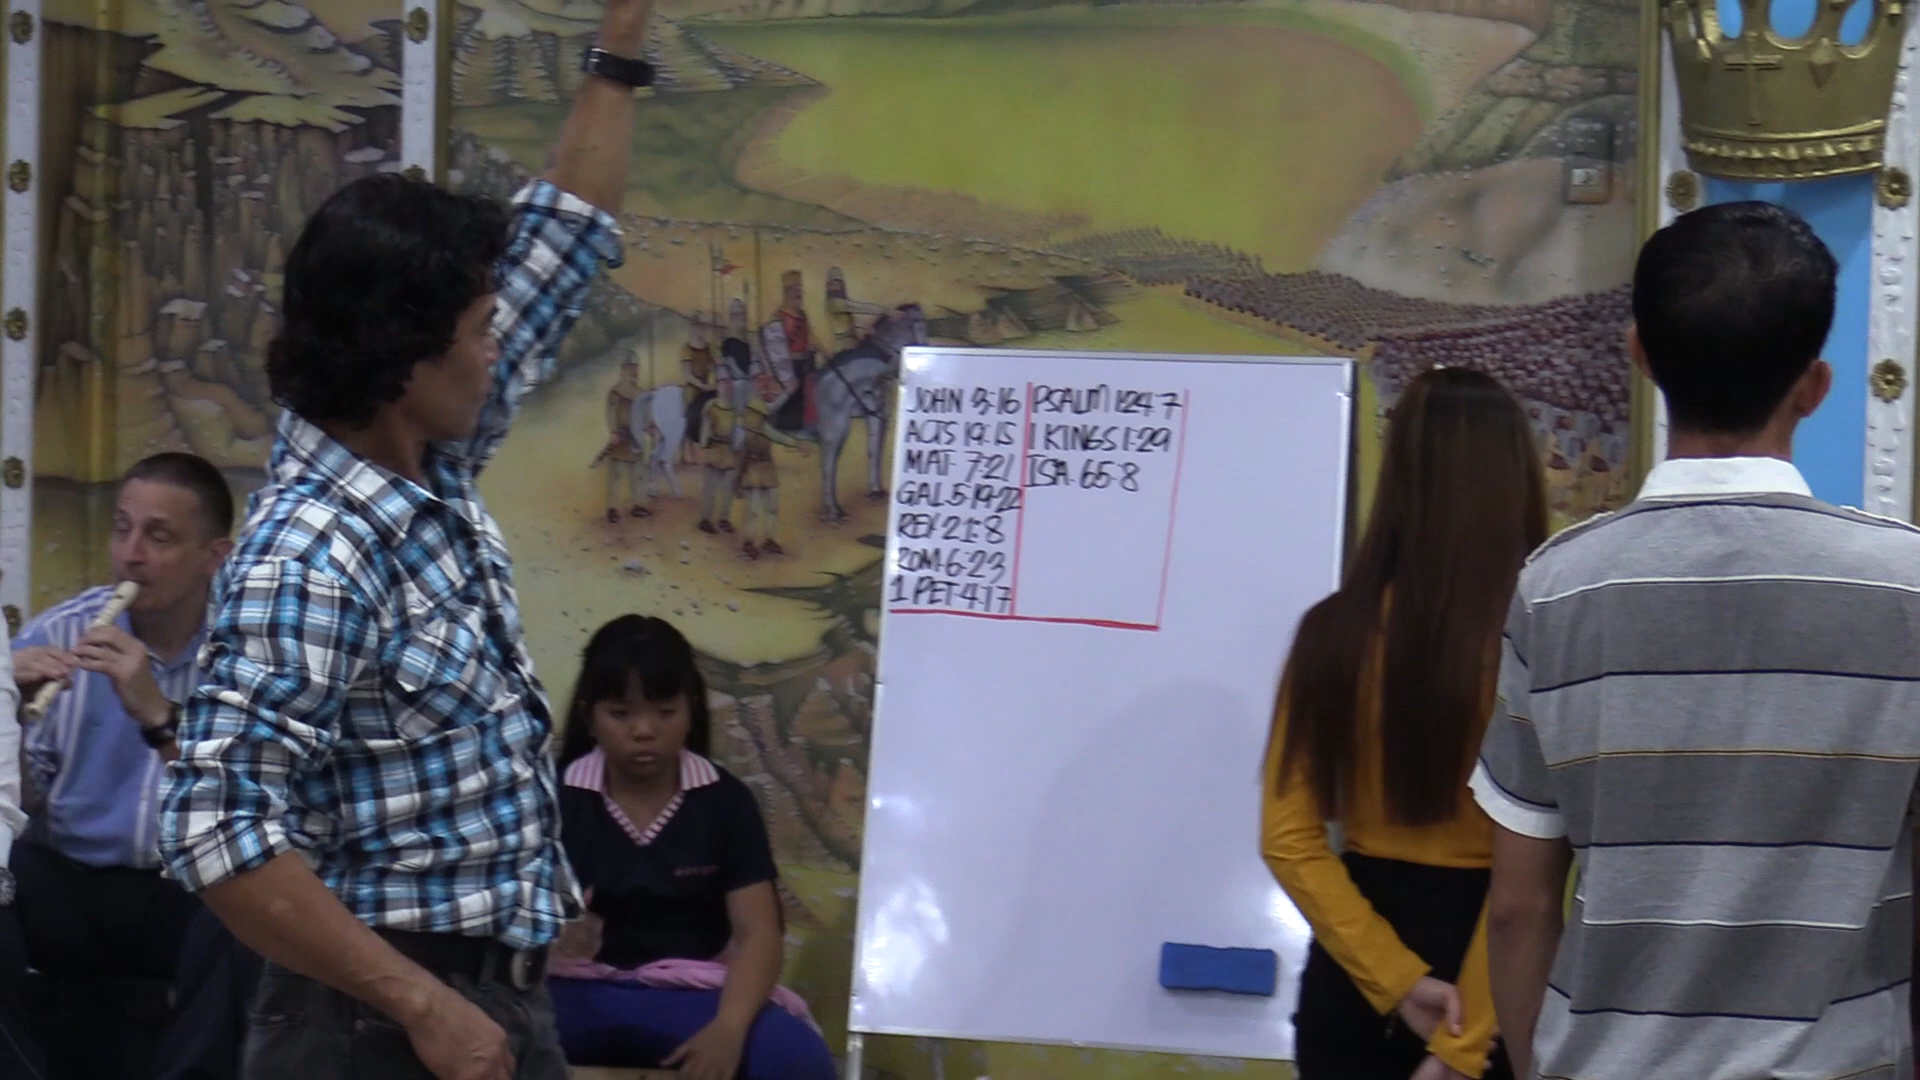 JOHN 3:16
ACTS 19:15
MAT 7:21
GAL. 5:19-22
REV 21:8
ROM 6:23
1 PET 4:17
PSALM 124:7
1 KINGS 1:29
ISA. 65:8